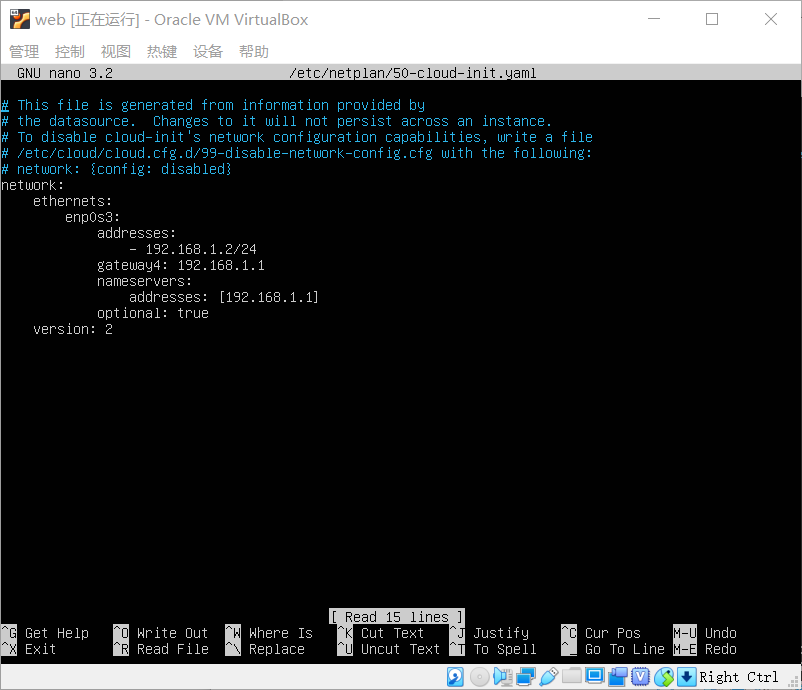 web [正在运行] - Oracle VM VirtualBox
管理 控制 视图 热键 设备 帮助
GNU nano 3.2 /etc/netplan/50-cloud-init.yaml
# This file is generated from information provided by
# the datasource.  Changes to it will not persist across an instance.
# To disable cloud-init's network configuration capabilities, write a file
# /etc/cloud/cloud.cfg.d/99-disable-network-config.cfg with the following:
# network: {config: disabled}
network:
    ethernets:
        enp0s3:
            addresses:
                - 192.168.1.2/24
            gateway4: 192.168.1.1
            nameservers:
                addresses: [192.168.1.1]
            optional: true
    version: 2
[ Read 15 lines ]
^G Get Help ^O Write Out ^W Where Is ^K Cut Text ^J Justify ^C Cur Pos M-U Undo
^X Exit ^R Read File ^\ Replace ^U Uncut Text ^T To Spell ^_ Go To Line M-E Redo
Right Ctrl